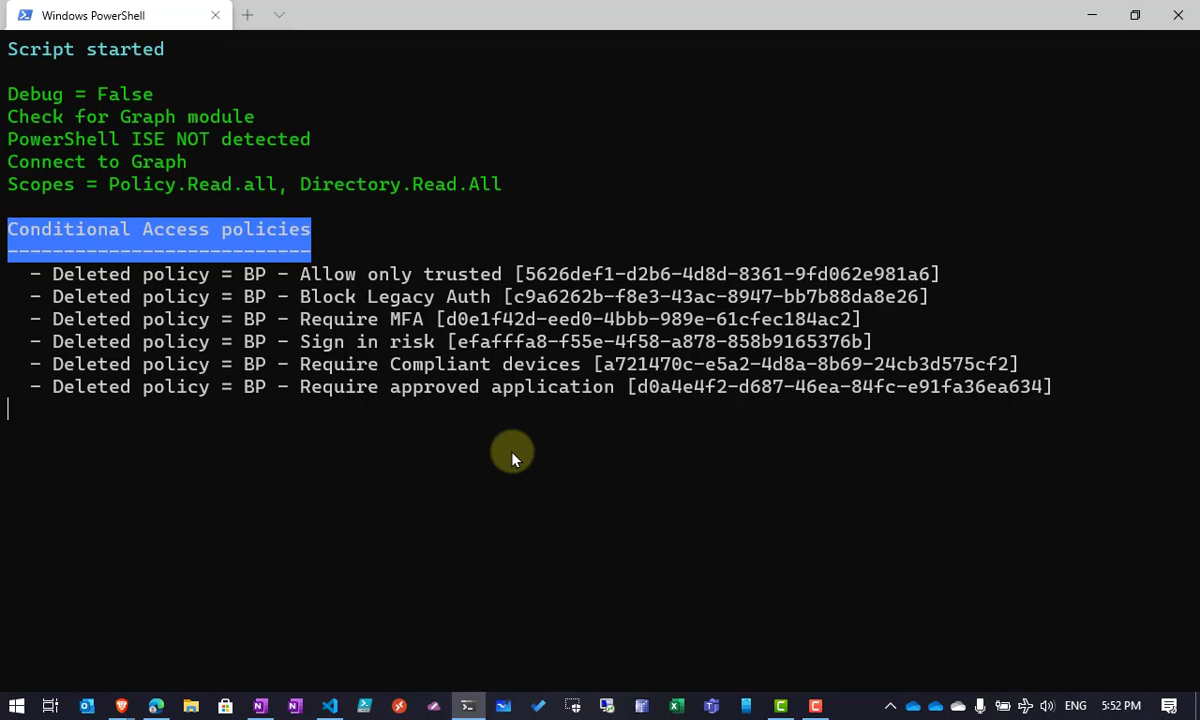 Windows PowerShell
Script started
Debug = False
Check for Graph module
PowerShell ISE NOT detected
Connect to Graph
Scopes = Policy.Read.all, Directory.Read.All
Conditional Access policies
---------------------------
- Deleted policy = BP - Allow only trusted [5626def1-d2b6-4d8d-8361-9fd062e981a6]
- Deleted policy = BP - Block Legacy Auth [c9a6262b-f8e3-43ac-8947-bb7b88da8e26]
- Deleted policy = BP - Require MFA [d0e1f42d-eed0-4bbb-989e-61cfec184ac2]
- Deleted policy = BP - Sign in risk [efafffa8-f55e-4f58-a878-858b9165376b]
- Deleted policy = BP - Require Compliant devices [a721470c-e5a2-4d8a-8b69-24cb3d575cf2]
- Deleted policy = BP - Require approved application [d0a4e4f2-d687-46ea-84fc-e91fa36ea634]
ENG 5:52 PM